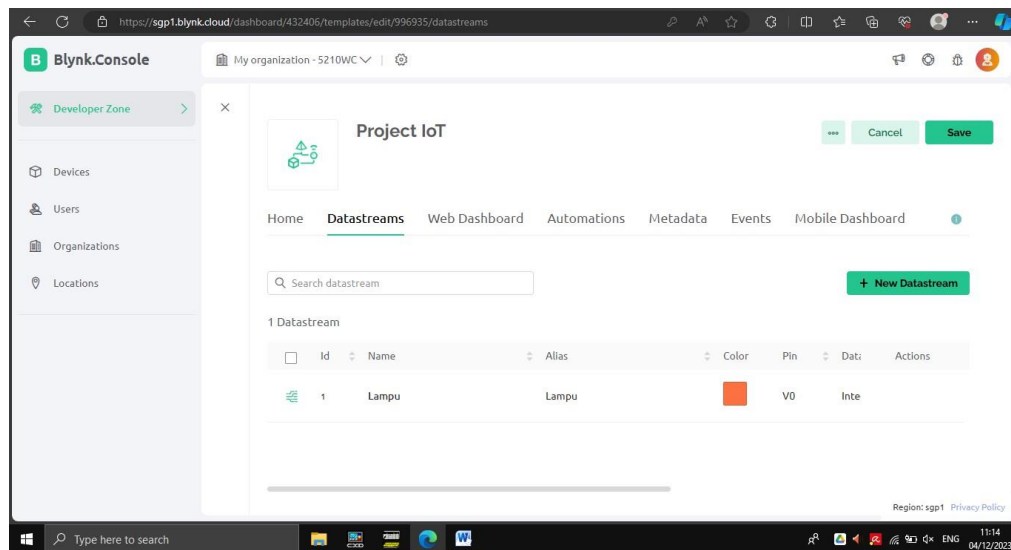 https://sgp1.blynk.cloud/dashboard/432406/templates/edit/996935/datastreams
B Blynk.Console
My organization - 5210WC
Developer Zone
Devices
Users
Organizations
Locations
Project IoT
Cancel
Save
Home Datastreams Web Dashboard Automations Metadata Events Mobile Dashboard
Search datastream
+ New Datastream
1 Datastream
Id Name Alias Color Pin Data Actions
1 Lampu Lampu V0 Inte
Region: sgp1 Privacy Policy
Type here to search
ENG
11:14
04/12/2023